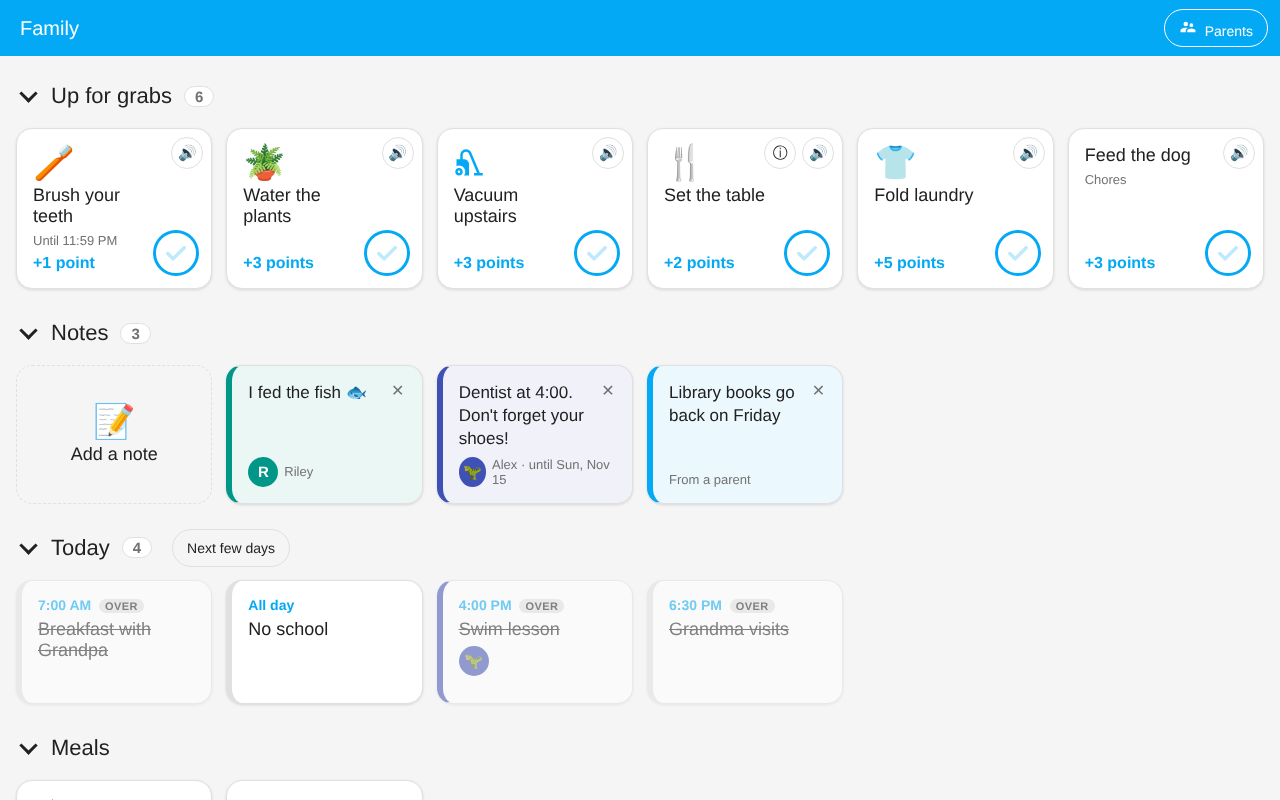 Family
Parents
Up for grabs 6
Brush your
teeth
Until 11:59 PM
+1 point
Water the
plants
+3 points
Vacuum
upstairs
+3 points
Set the table
+2 points
Fold laundry
+5 points
Feed the dog
Chores
+3 points
Notes 3
Add a note
I fed the fish 🐟
R Riley
Dentist at 4:00.
Don't forget your
shoes!
Alex · until Sun, Nov
15
Library books go
back on Friday
From a parent
Today 4 Next few days
7:00 AM OVER
Breakfast with
Grandpa
All day
No school
4:00 PM OVER
Swim lesson
6:30 PM OVER
Grandma visits
Meals